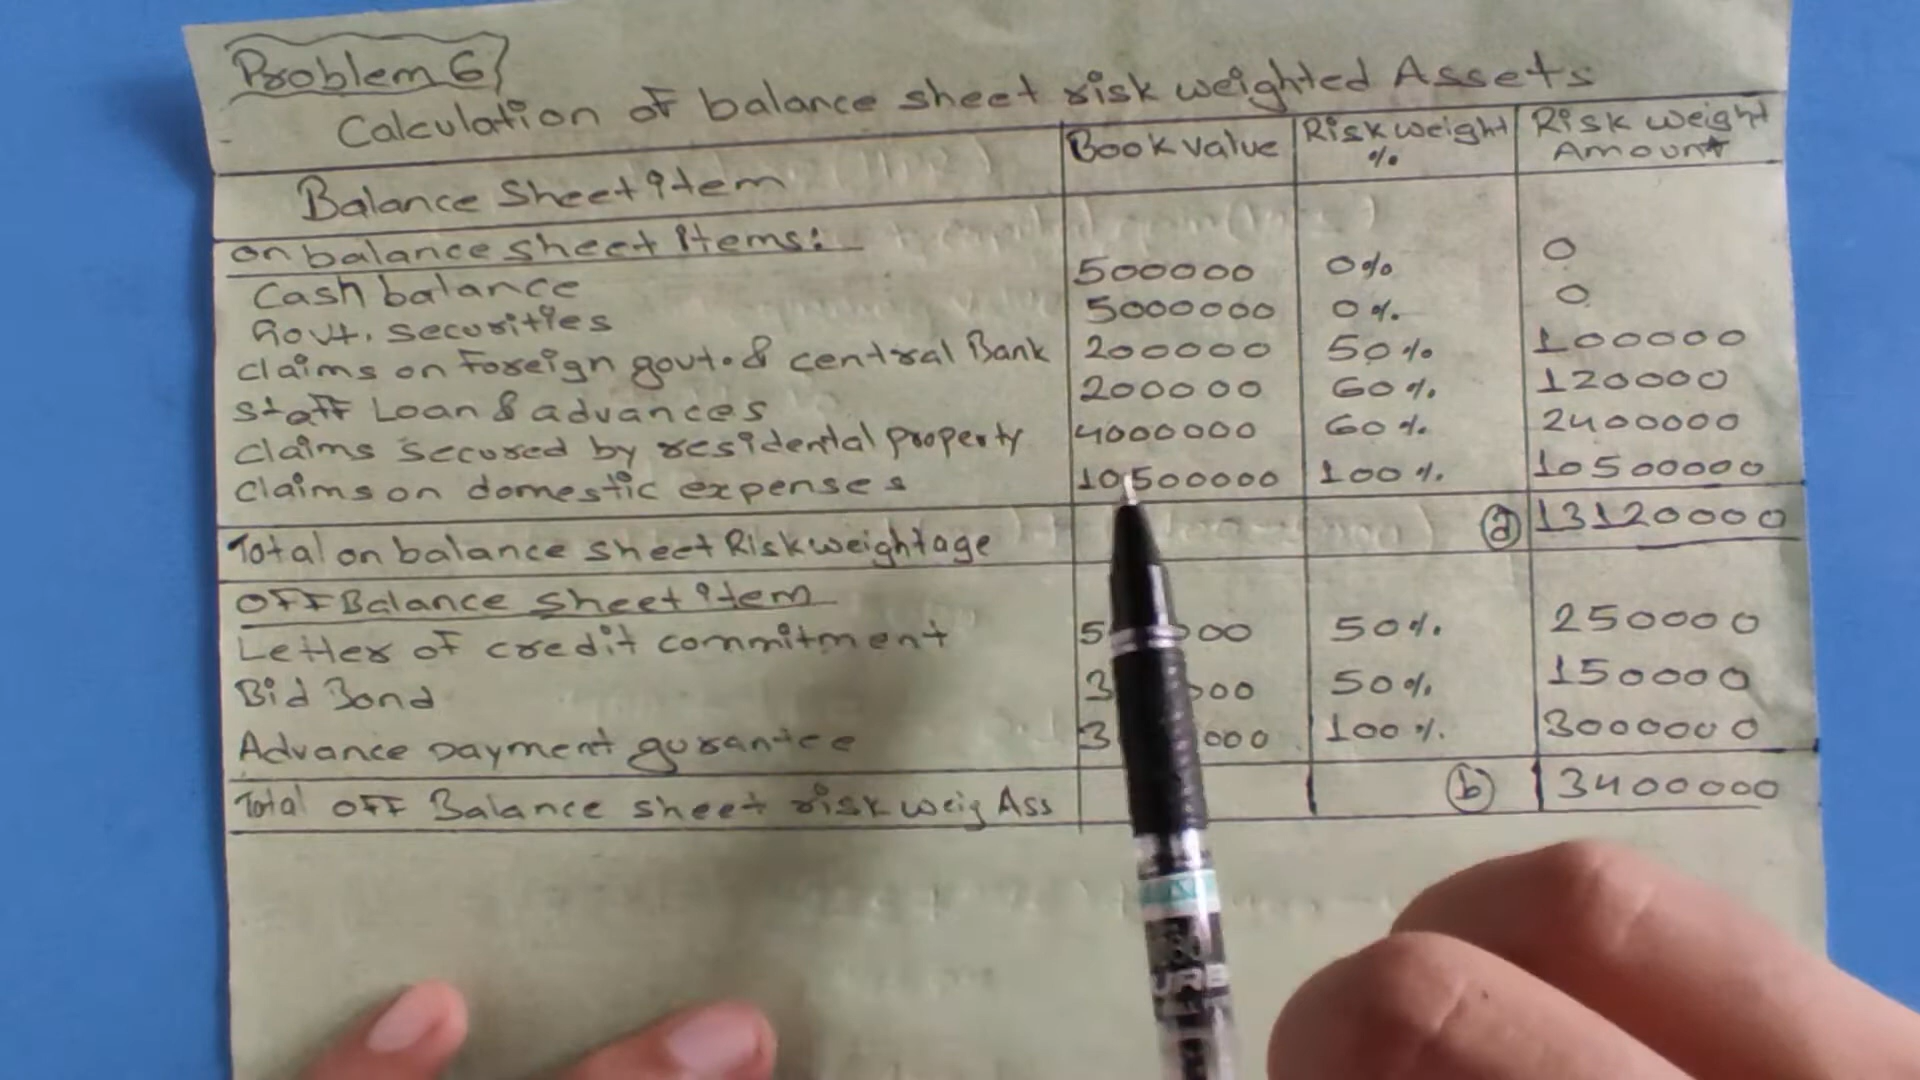 Problem 6
Calculation of balance sheet risk weighted Assets
Balance Sheet item Book value Risk weight % Risk weight Amount
on balance sheet items:
Cash balance 500000 0% 0
Govt. securities 5000000 0% 0
claims on Foreign govt. & central Bank 200000 50% 100000
staff Loan & advances 200000 60% 120000
claims secured by residental property 4000000 60% 2400000
claims on domestic expenses 10500000 100% 10500000
Total on balance sheet Risk weightage (a) 13120000
OFF Balance sheet item
Letter of credit commitment 50% 250000
Bid Bond 50% 150000
Advance payment gurantee 100% 3000000
Total OFF Balance sheet risk weig Ass (b) 3400000